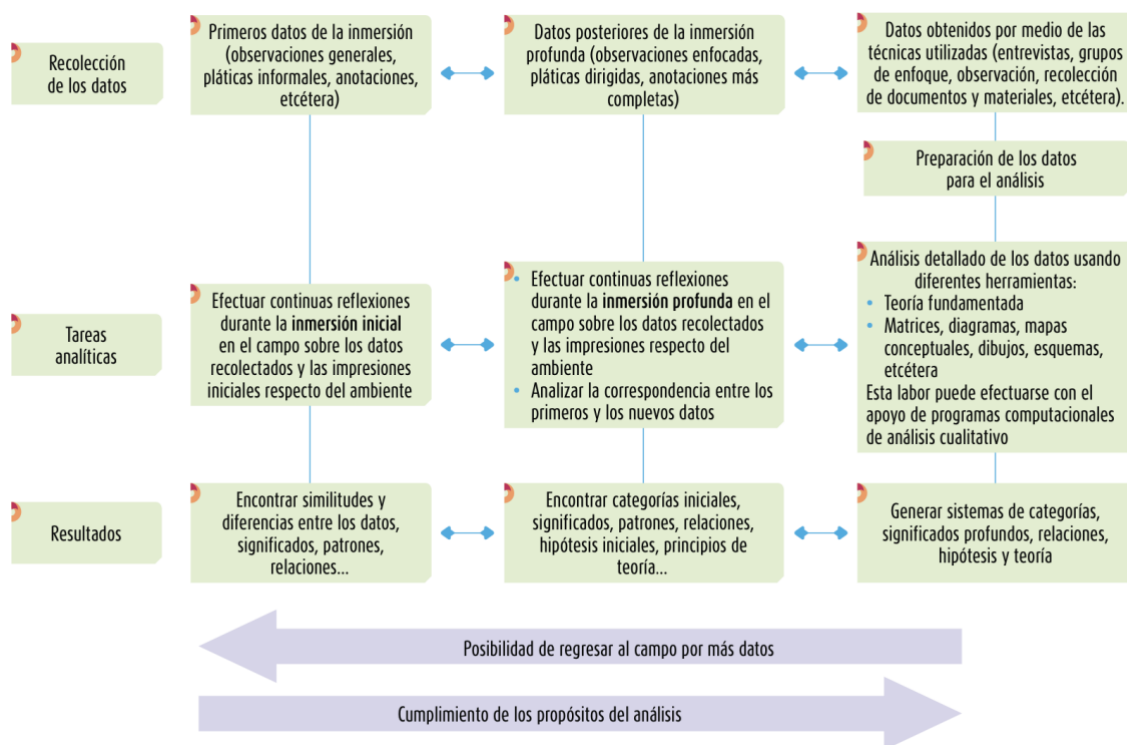 Recolección
de los datos
Primeros datos de la inmersión
(observaciones generales,
pláticas informales, anotaciones,
etcétera)
Datos posteriores de la inmersión
profunda (observaciones enfocadas,
pláticas dirigidas, anotaciones más
completas)
Datos obtenidos por medio de las
técnicas utilizadas (entrevistas, grupos
de enfoque, observación, recolección
de documentos y materiales, etcétera).
Preparación de los datos
para el análisis
Tareas
analíticas
Efectuar continuas reflexiones
durante la inmersión inicial
en el campo sobre los datos
recolectados y las impresiones
iniciales respecto del ambiente
• Efectuar continuas reflexiones
durante la inmersión profunda en el
campo sobre los datos recolectados
y las impresiones respecto del
ambiente
• Analizar la correspondencia entre los
primeros y los nuevos datos
Análisis detallado de los datos usando
diferentes herramientas:
• Teoría fundamentada
• Matrices, diagramas, mapas
conceptuales, dibujos, esquemas,
etcétera
Esta labor puede efectuarse con el
apoyo de programas computacionales
de análisis cualitativo
Resultados
Encontrar similitudes y
diferencias entre los datos,
significados, patrones,
relaciones...
Encontrar categorías iniciales,
significados, patrones, relaciones,
hipótesis iniciales, principios de
teoría...
Generar sistemas de categorías,
significados profundos, relaciones,
hipótesis y teoría
Posibilidad de regresar al campo por más datos
Cumplimiento de los propósitos del análisis